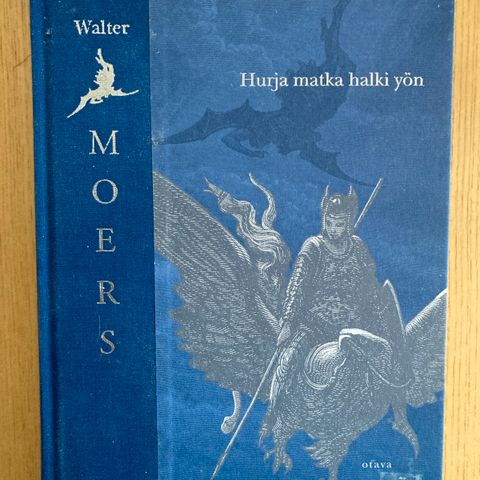 Walter
MOERS
Hurja matka halki yön
otava